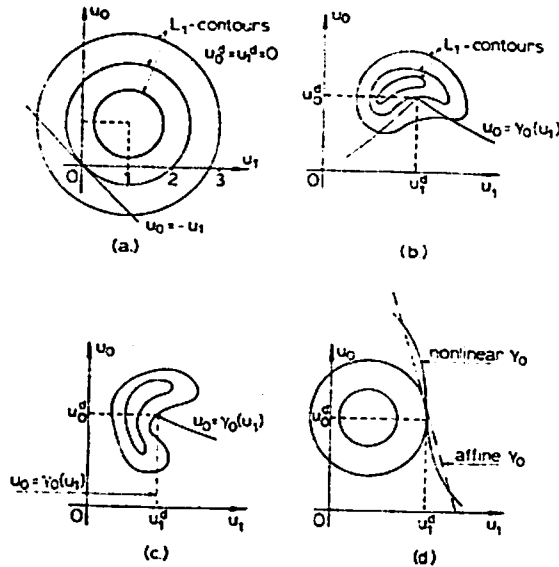 u₀
L₁-contours
u₀ᵈ=u₁ᵈ=0
u₁
0
1
2
3
u₀=-u₁
(a.)
u₀
L₁-contours
u₀ᵈ
u₀=γ₀(u₁)
0
u₁ᵈ
u₁
(b)
u₀
u₀ᵈ
u₀=γ₀(u₁)
u₀=γ₀(u₁)
0
u₁ᵈ
u₁
(c.)
u₀
nonlinear γ₀
u₀ᵈ
affine γ₀
0
u₁ᵈ
u₁
(d)